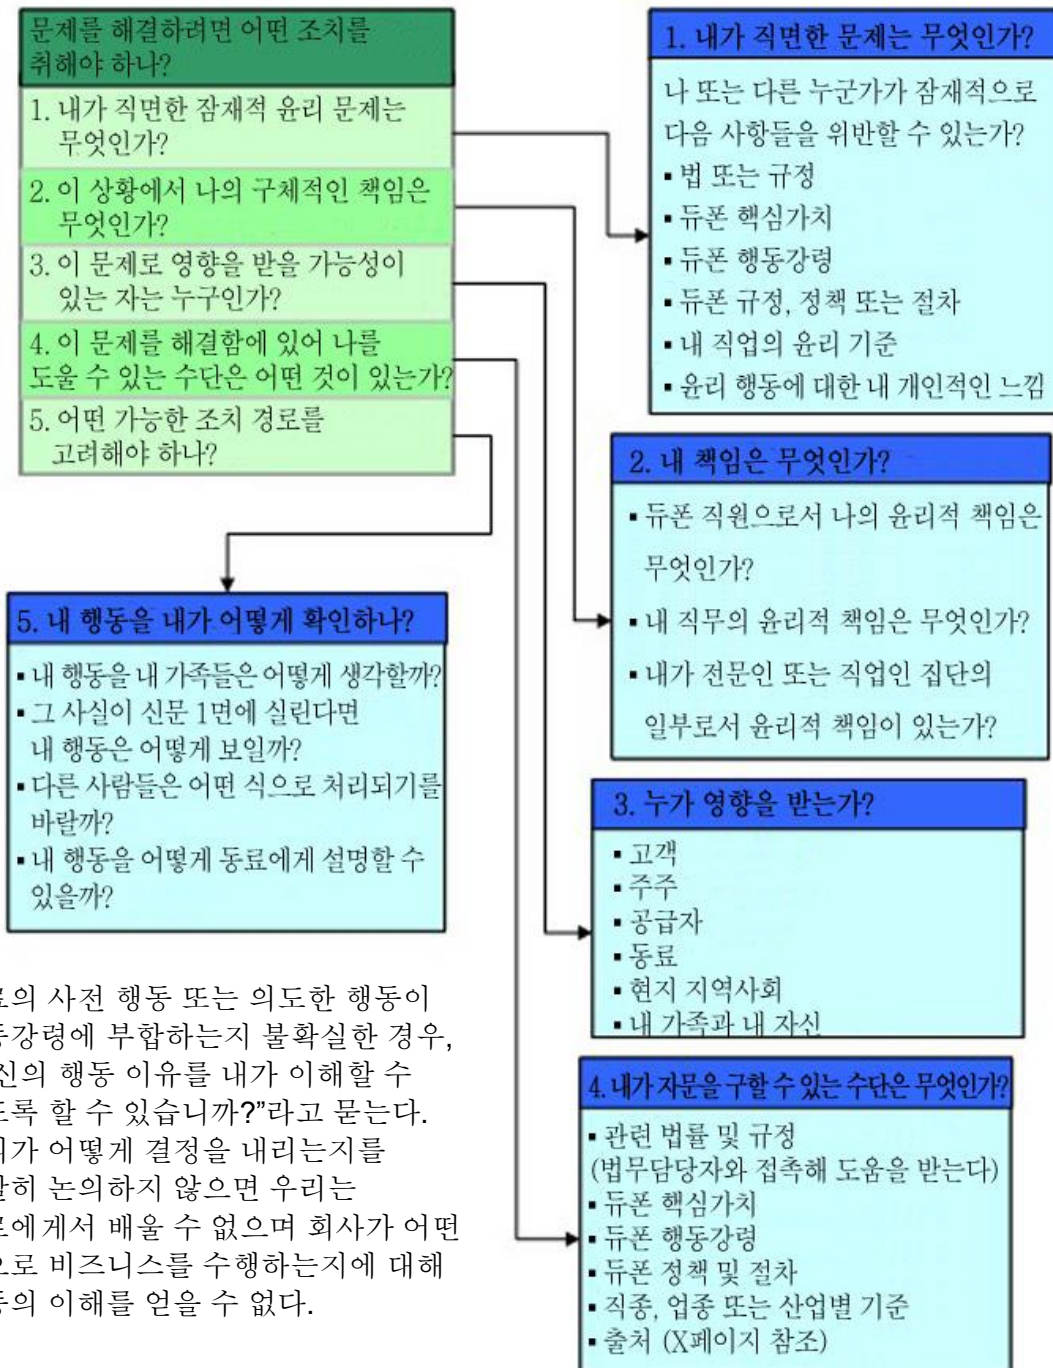 문제를 해결하려면 어떤 조치를
취해야 하나?
1. 내가 직면한 잠재적 윤리 문제는
무엇인가?
2. 이 상황에서 나의 구체적인 책임은
무엇인가?
3. 이 문제로 영향을 받을 가능성이
있는 자는 누구인가?
4. 이 문제를 해결함에 있어 나를
도울 수 있는 수단은 어떤 것이 있는가?
5. 어떤 가능한 조치 경로를
고려해야 하나?
1. 내가 직면한 문제는 무엇인가?
나 또는 다른 누군가가 잠재적으로
다음 사항들을 위반할 수 있는가?
▪ 법 또는 규정
▪ 듀폰 핵심가치
▪ 듀폰 행동강령
▪ 듀폰 규정, 정책 또는 절차
▪ 내 직업의 윤리 기준
▪ 윤리 행동에 대한 내 개인적인 느낌
2. 내 책임은 무엇인가?
▪ 듀폰 직원으로서 나의 윤리적 책임은
무엇인가?
▪ 내 직무의 윤리적 책임은 무엇인가?
▪ 내가 전문인 또는 직업인 집단의
일부로서 윤리적 책임이 있는가?
3. 누가 영향을 받는가?
▪ 고객
▪ 주주
▪ 공급자
▪ 동료
▪ 현지 지역사회
▪ 내 가족과 내 자신
4. 내가 자문을 구할 수 있는 수단은 무엇인가?
▪ 관련 법률 및 규정
(법무담당자와 접촉해 도움을 받는다)
▪ 듀폰 핵심가치
▪ 듀폰 행동강령
▪ 듀폰 정책 및 절차
▪ 직종, 업종 또는 산업별 기준
▪ 출처 (X페이지 참조)
5. 내 행동을 내가 어떻게 확인하나?
▪ 내 행동을 내 가족들은 어떻게 생각할까?
▪ 그 사실이 신문 1면에 실린다면
내 행동은 어떻게 보일까?
▪ 다른 사람들은 어떤 식으로 처리되기를
바랄까?
▪ 내 행동을 어떻게 동료에게 설명할 수
있을까?
사전 행동 또는 의도한 행동이
부합하는지 불확실한 경우,
행동 이유를 내가 이해할 수
할 수 있습니까?”라고 묻는다.
어떻게 결정을 내리는지를
논의하지 않으면 우리는
배울 수 없으며 회사가 어떤
비즈니스를 수행하는지에 대해
이해를 얻을 수 없다.